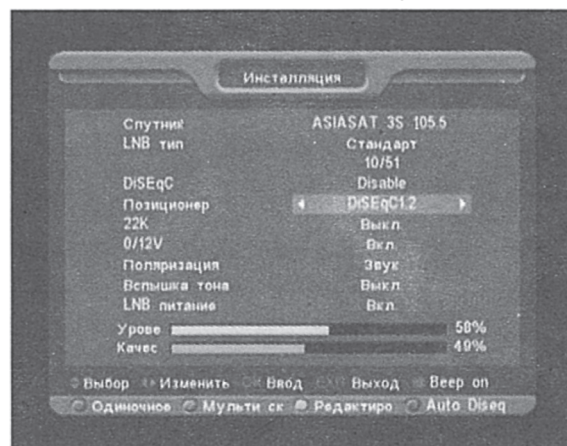 Инсталляция
Спутник ASIASAT 3S 105.5
LNB тип Стандарт
10/51
DiSEqC Disable
Позиционер DiSEqC1.2
22K Выкл.
0/12V Вкл.
Поляризация Звук
Вспышка тона Выкл.
LNB питание Вкл.
Урове 58%
Качес 49%
Выбор Изменить OK Ввод EXIT Выход Beep on
Одиночное Мульти ск Редактиро Auto Diseq